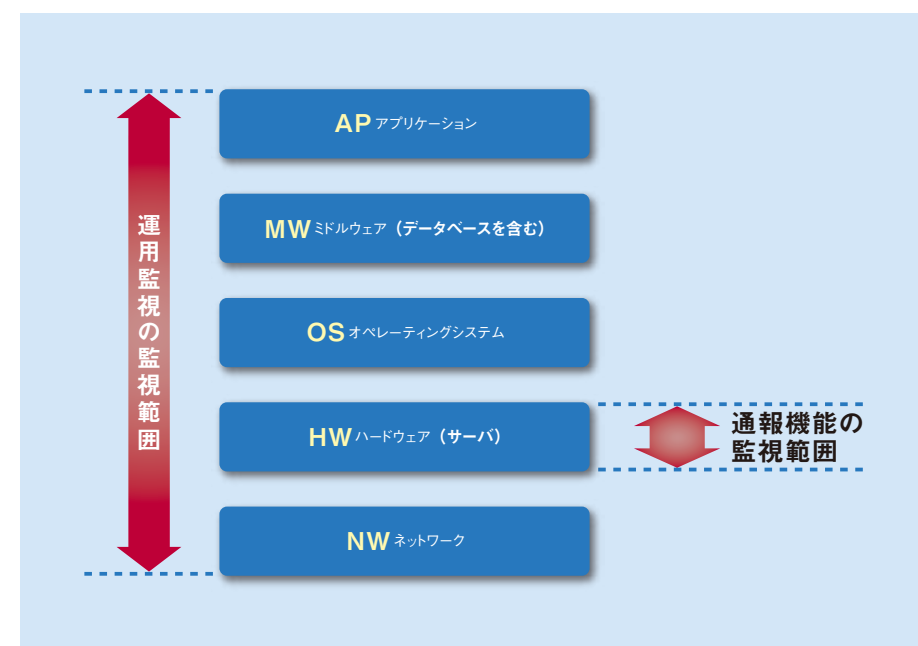 運用監視の監視範囲
AP アプリケーション
MW ミドルウェア（データベースを含む）
OS オペレーティングシステム
HW ハードウェア（サーバ）
NW ネットワーク
通報機能の
監視範囲